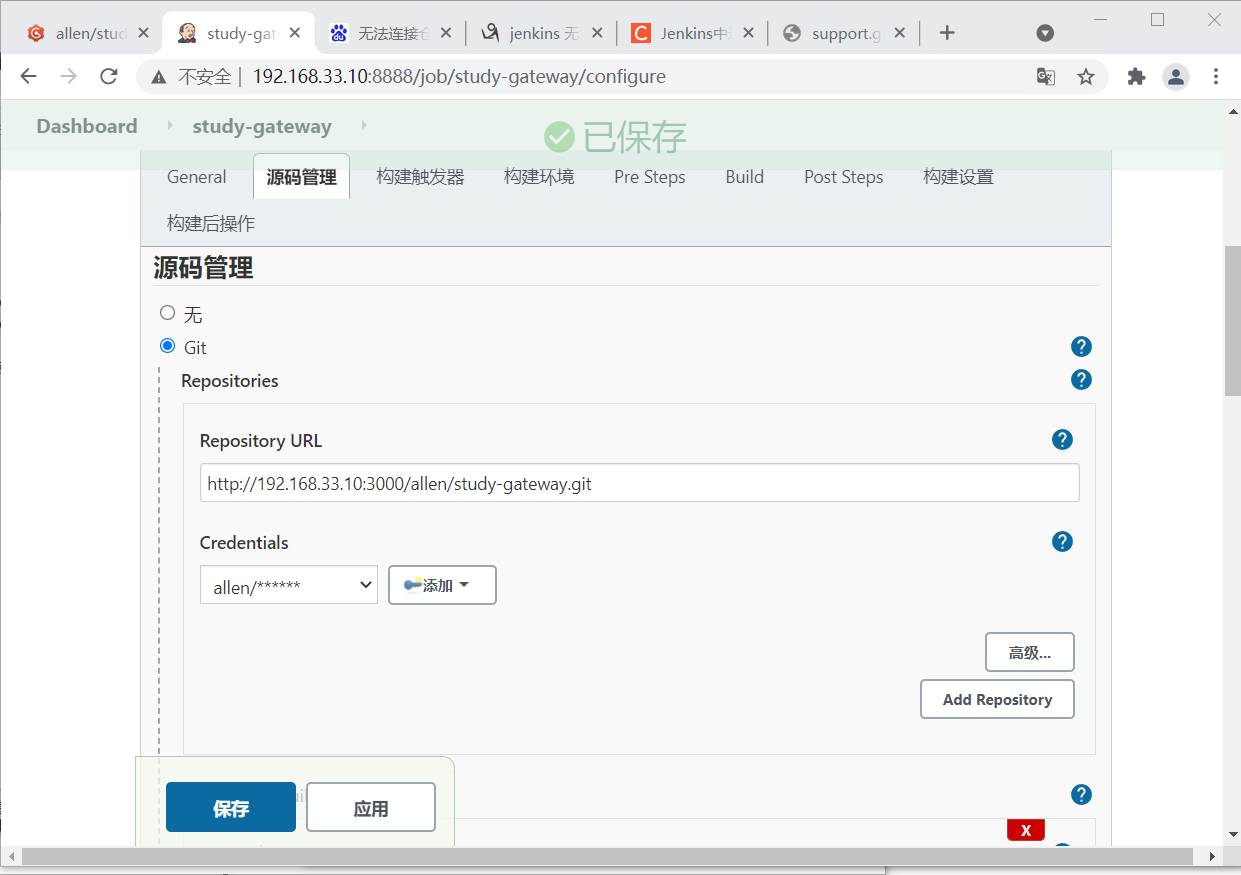 allen/stud
study-gat
无法连接仓
jenkins 无
Jenkins中
support.g
不安全 | 192.168.33.10:8888/job/study-gateway/configure
Dashboard
study-gateway
已保存
General
源码管理
构建触发器
构建环境
Pre Steps
Build
Post Steps
构建设置
构建后操作
源码管理
无
Git
Repositories
Repository URL
http://192.168.33.10:3000/allen/study-gateway.git
Credentials
allen/******
添加
高级...
Add Repository
保存
应用
X